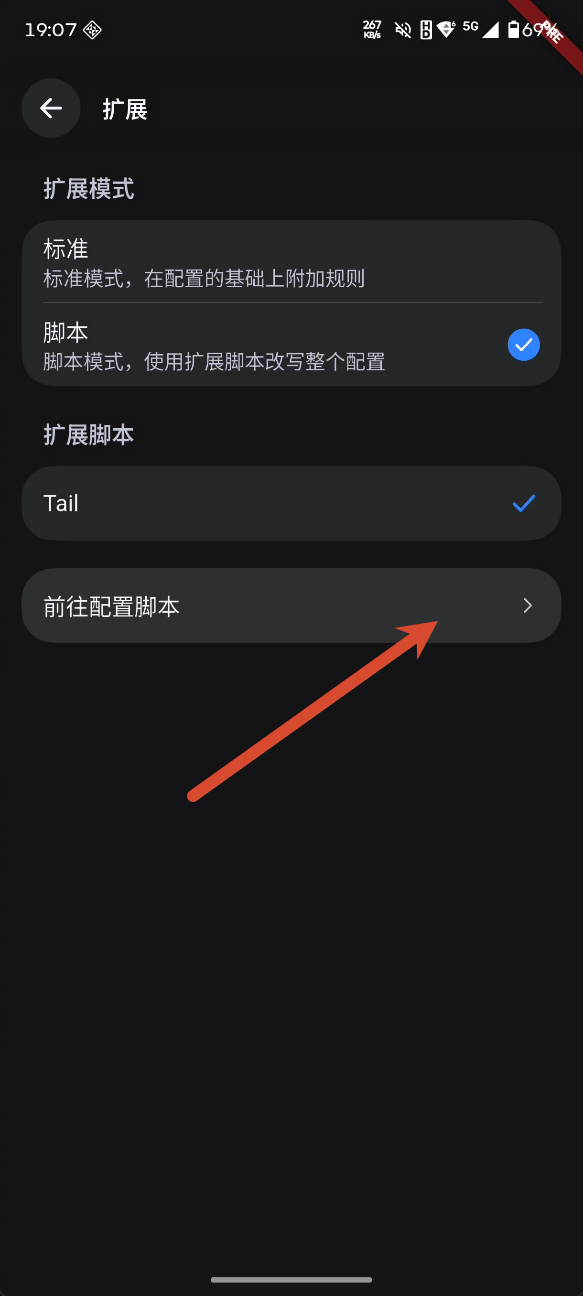 19:07
267
KB/s
5G
69%
PRE
扩展
扩展模式
标准
标准模式，在配置的基础上附加规则
脚本
脚本模式，使用扩展脚本改写整个配置
扩展脚本
Tail
前往配置脚本